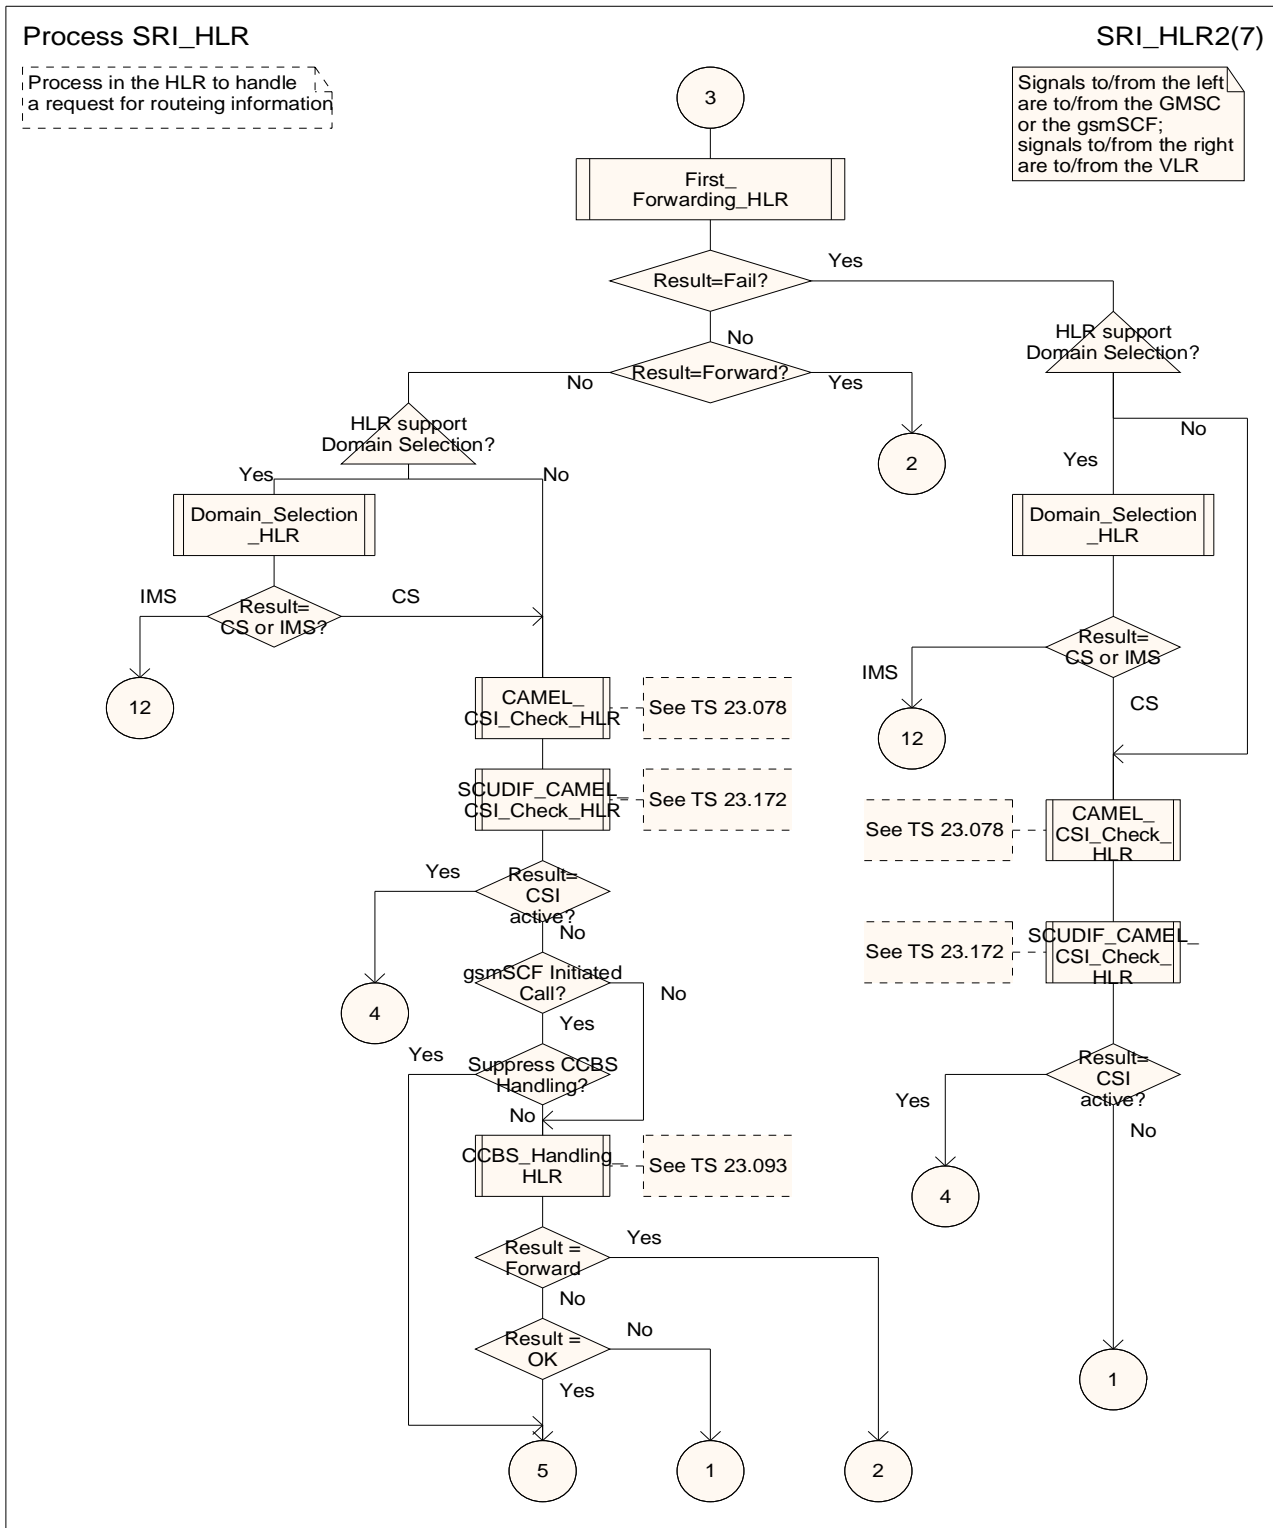 Process SRI_HLR
SRI_HLR2(7)
Process in the HLR to handle
a request for routeing information
Signals to/from the left
are to/from the GMSC
or the gsmSCF;
signals to/from the right
are to/from the VLR
3
First_
Forwarding_HLR
Result=Fail?
Yes
No
HLR support
Domain Selection?
Result=Forward?
No
Yes
HLR support
Domain Selection?
2
No
Yes
Yes
No
Domain_Selection
_HLR
Domain_Selection
_HLR
IMS
Result=
CS or IMS?
CS
Result=
CS or IMS
IMS
CS
12
12
CAMEL_
CSI_Check_HLR
See TS 23.078
SCUDIF_CAMEL_
CSI_Check_HLR
See TS 23.172
See TS 23.078
CAMEL_
CSI_Check_
HLR
Yes
Result=
CSI
active?
No
See TS 23.172
SCUDIF_CAMEL_
CSI_Check_
HLR
gsmSCF Initiated
Call?
No
Yes
4
Yes
Suppress CCBS
Handling?
No
Result=
CSI
active?
Yes
No
CCBS_Handling_
HLR
See TS 23.093
4
Result =
Forward
Yes
No
Result =
OK
No
Yes
1
5
1
2